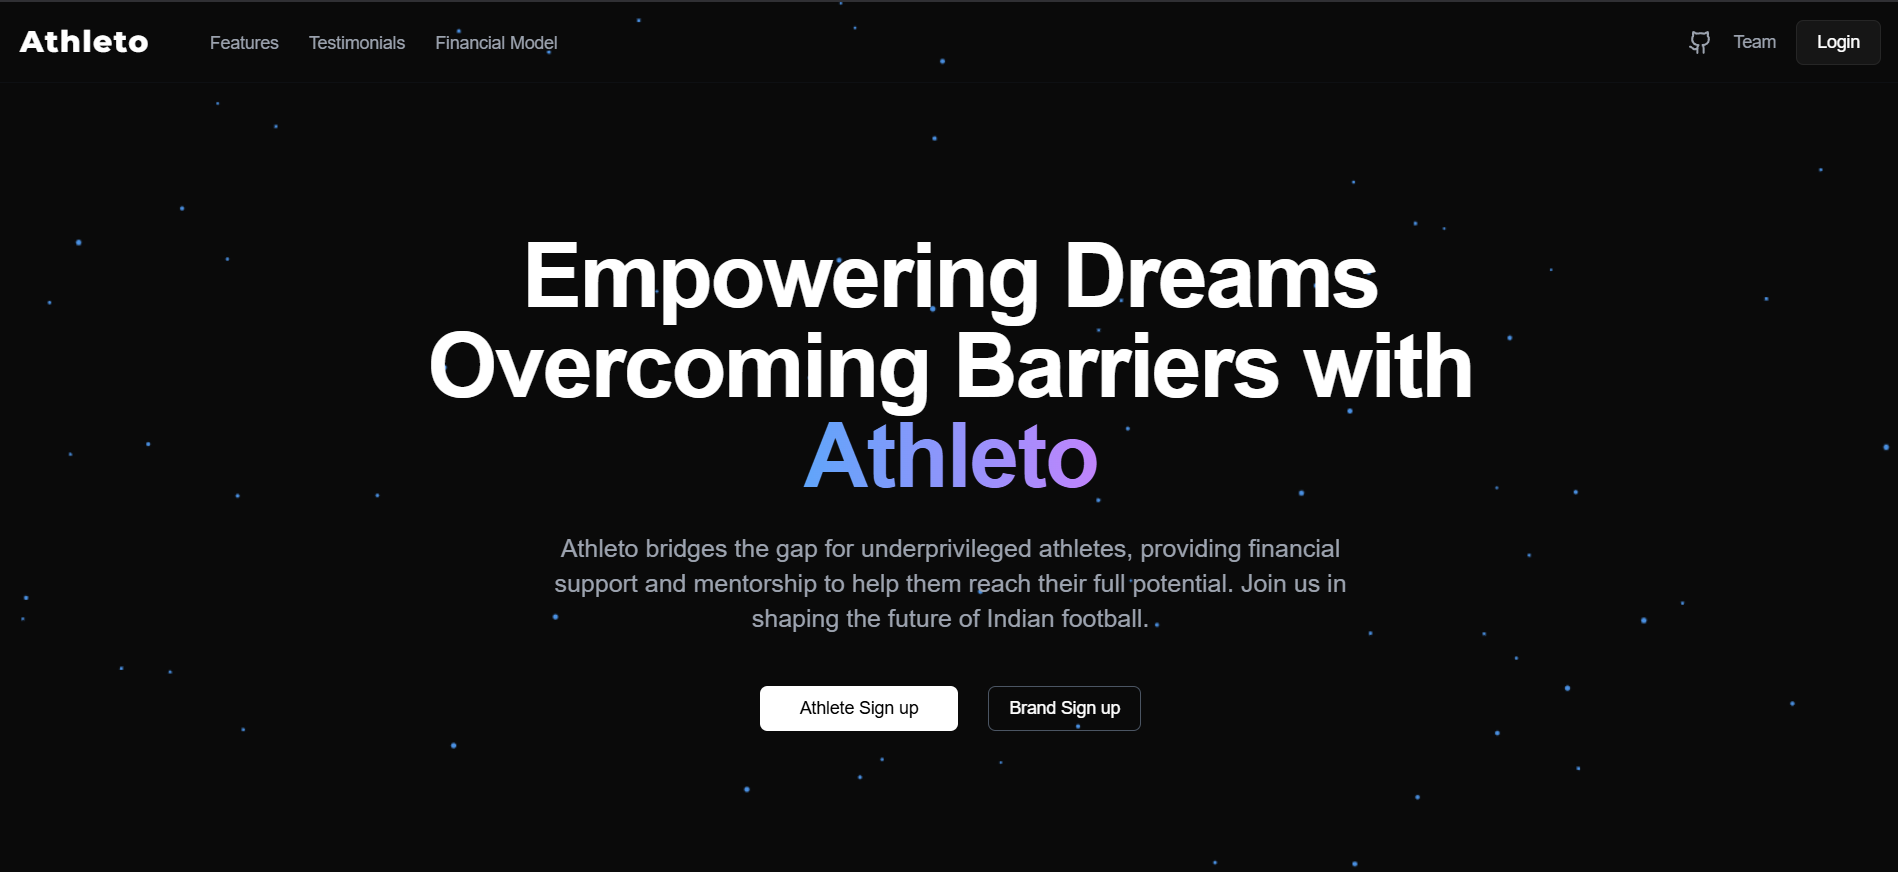 Athleto
Features
Testimonials
Financial Model
Team
Login
Empowering Dreams
Overcoming Barriers with
Athleto
Athleto bridges the gap for underprivileged athletes, providing financial
support and mentorship to help them reach their full potential. Join us in
shaping the future of Indian football.
Athlete Sign up
Brand Sign up